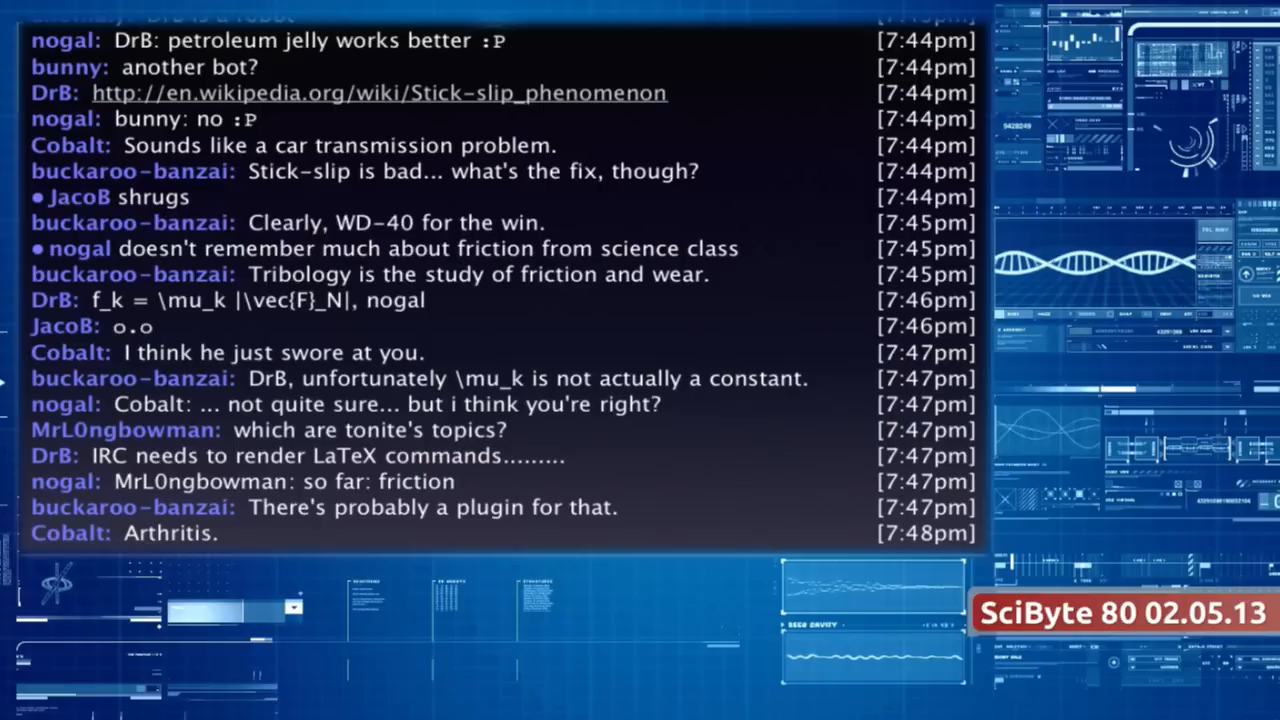 nogal: DrB: petroleum jelly works better :P [7:44pm]
bunny: another bot? [7:44pm]
DrB: http://en.wikipedia.org/wiki/Stick-slip_phenomenon [7:44pm]
nogal: bunny: no :P [7:44pm]
Cobalt: Sounds like a car trasmission problem. [7:44pm]
buckaroo-banzai: Stick-slip is bad... what's the fix, though? [7:44pm]
• JacoB shrugs [7:44pm]
buckaroo-banzai: Clearly, WD-40 for the win. [7:45pm]
• nogal doesn't remember much about friction from science class [7:45pm]
buckaroo-banzai: Tribology is the study of friction and wear. [7:45pm]
DrB: f_k = \mu_k |\vec{F}_N|, nogal [7:46pm]
JacoB: o.o [7:46pm]
Cobalt: I think he just swore at you. [7:47pm]
buckaroo-banzai: DrB, unfortunately \mu_k is not actually a constant. [7:47pm]
nogal: Cobalt: ... not quite sure... but i think you're right? [7:47pm]
MrL0ngbowman: which are tonite's topics? [7:47pm]
DrB: IRC needs to render LaTeX commands........ [7:47pm]
nogal: MrL0ngbowman: so far: friction [7:47pm]
buckaroo-banzai: There's probably a plugin for that. [7:47pm]
Cobalt: Arthritis. [7:48pm]
SciByte 80 02.05.13